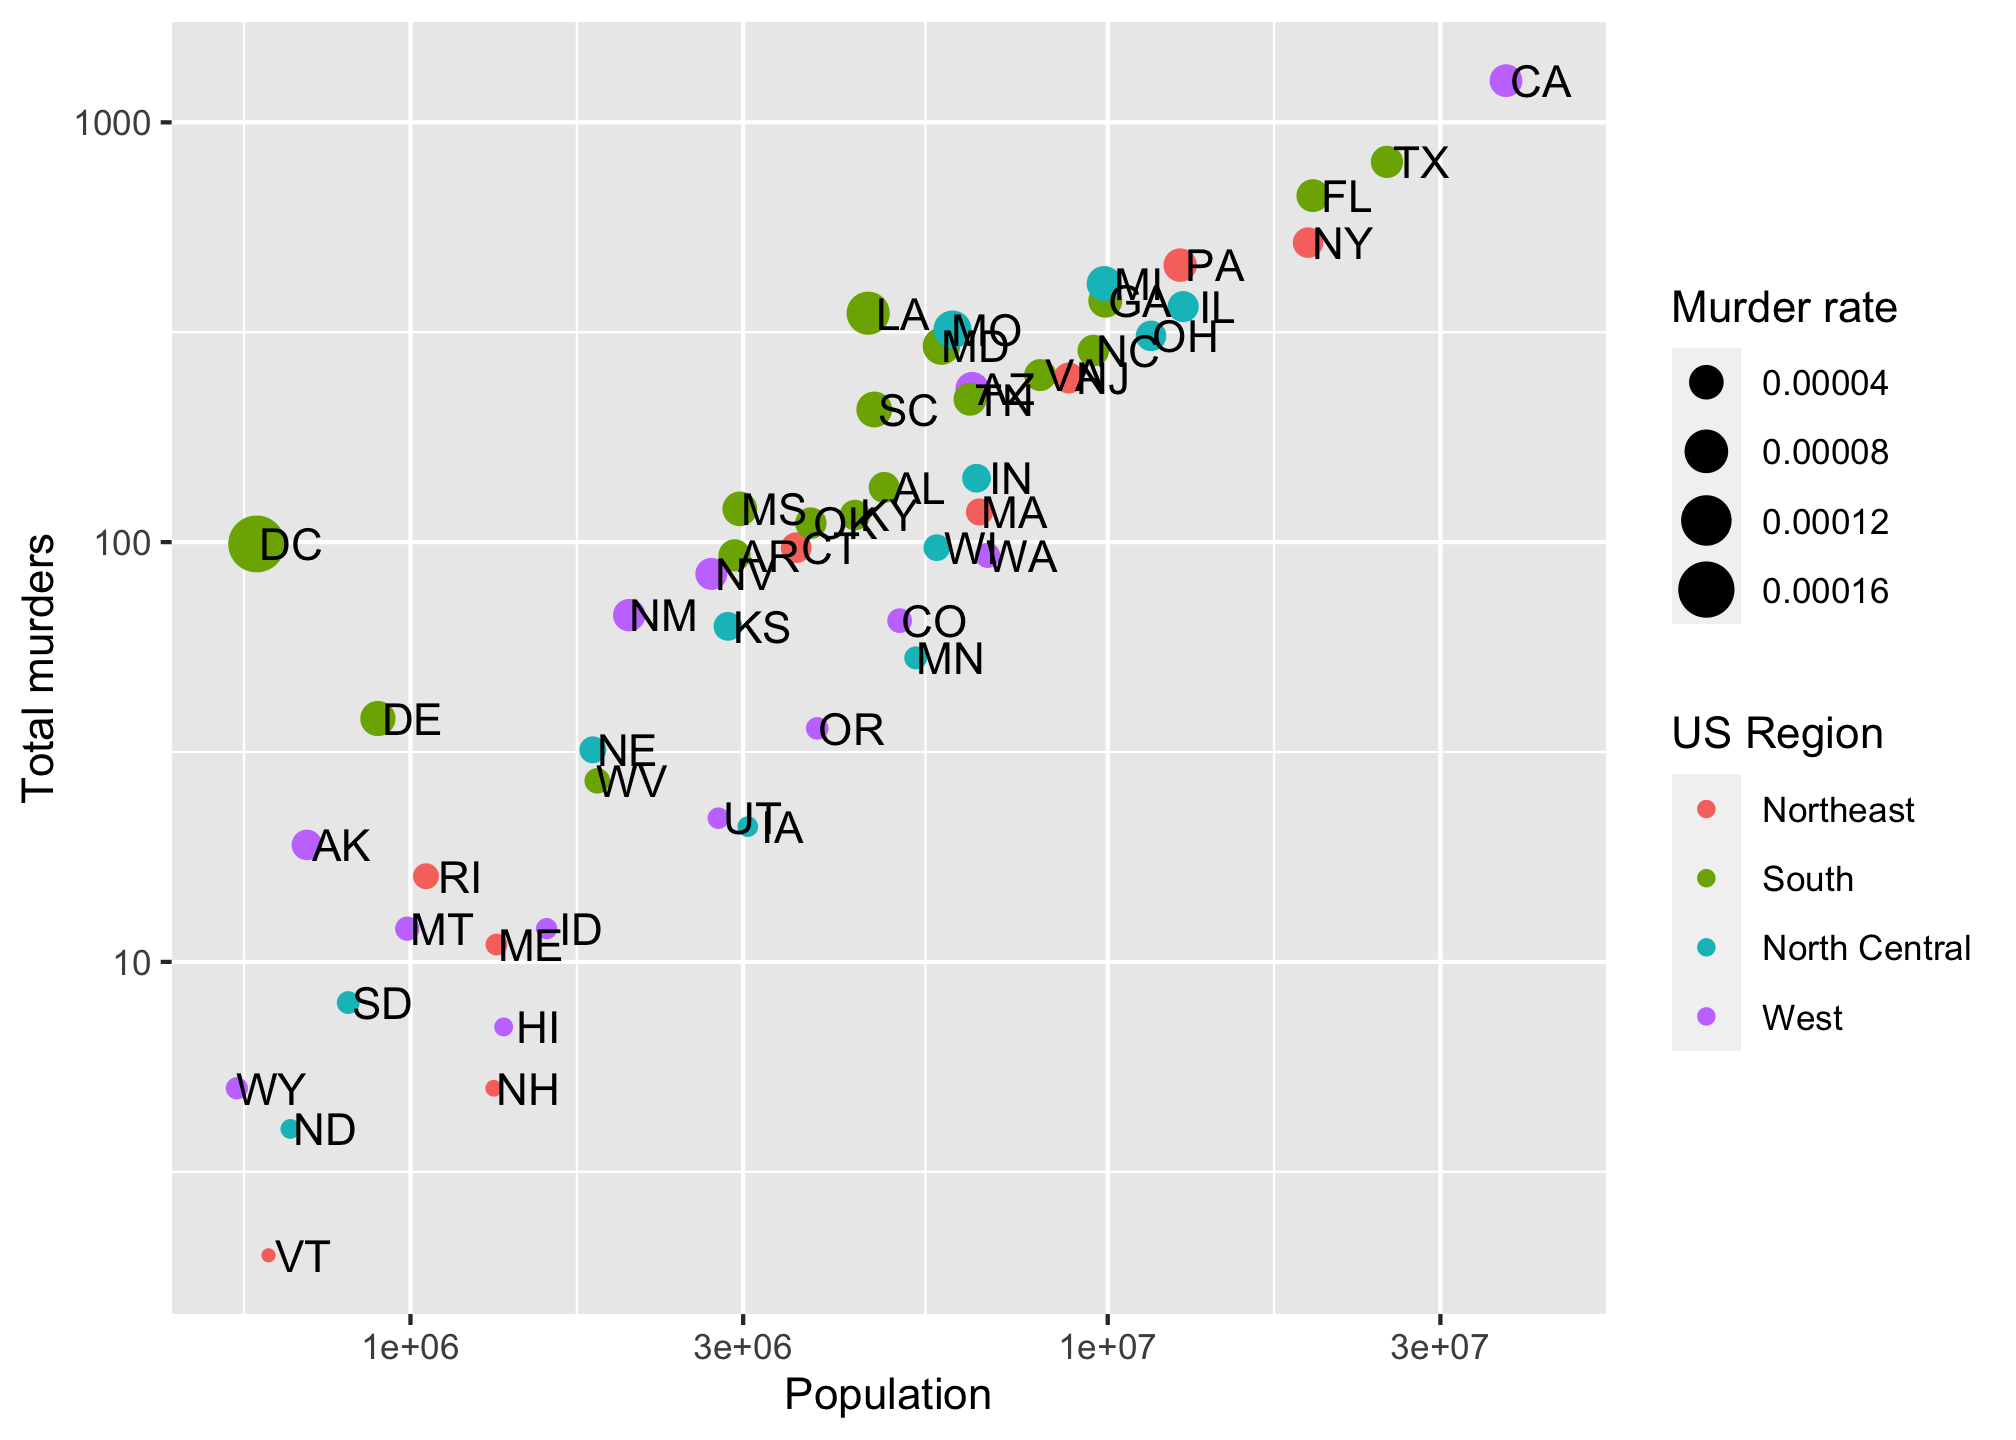 CA
1000
TX
FL
NY
PA
MI
GA
IL
LA
MO
OH
MD
NC
VA
NJ
AZ
TN
SC
IN
AL
MS
MA
OK
KY
100
DC
CT
WI
WA
AR
NV
NM
CO
KS
MN
DE
OR
NE
WV
UT
IA
AK
RI
MT
ID
ME
10
SD
HI
WY
NH
ND
VT
1e+06
3e+06
1e+07
3e+07
Population
Total murders
Murder rate
0.00004
0.00008
0.00012
0.00016
US Region
Northeast
South
North Central
West